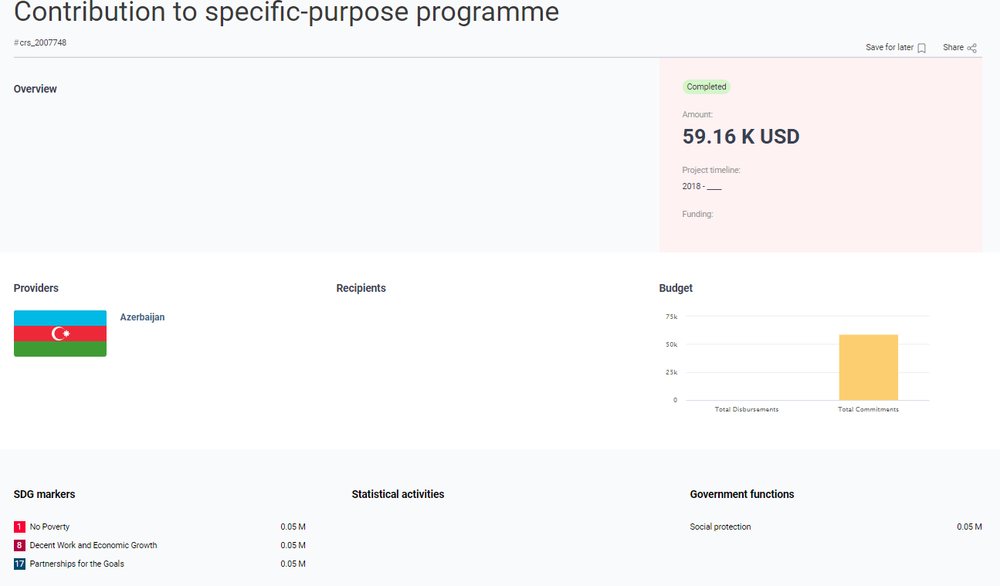 Contribution to specific-purpose programme
#crs_2007748
Save for later
Share
Overview
Completed
Amount:
59.16 K USD
Project timeline:
2018 - ____
Funding:
Providers
Azerbaijan
Recipients
Budget
75k
50k
25k
0
Total Disbursements
Total Commitments
SDG markers
1 No Poverty 0.05 M
8 Decent Work and Economic Growth 0.05 M
17 Partnerships for the Goals 0.05 M
Statistical activities
Government functions
Social protection 0.05 M